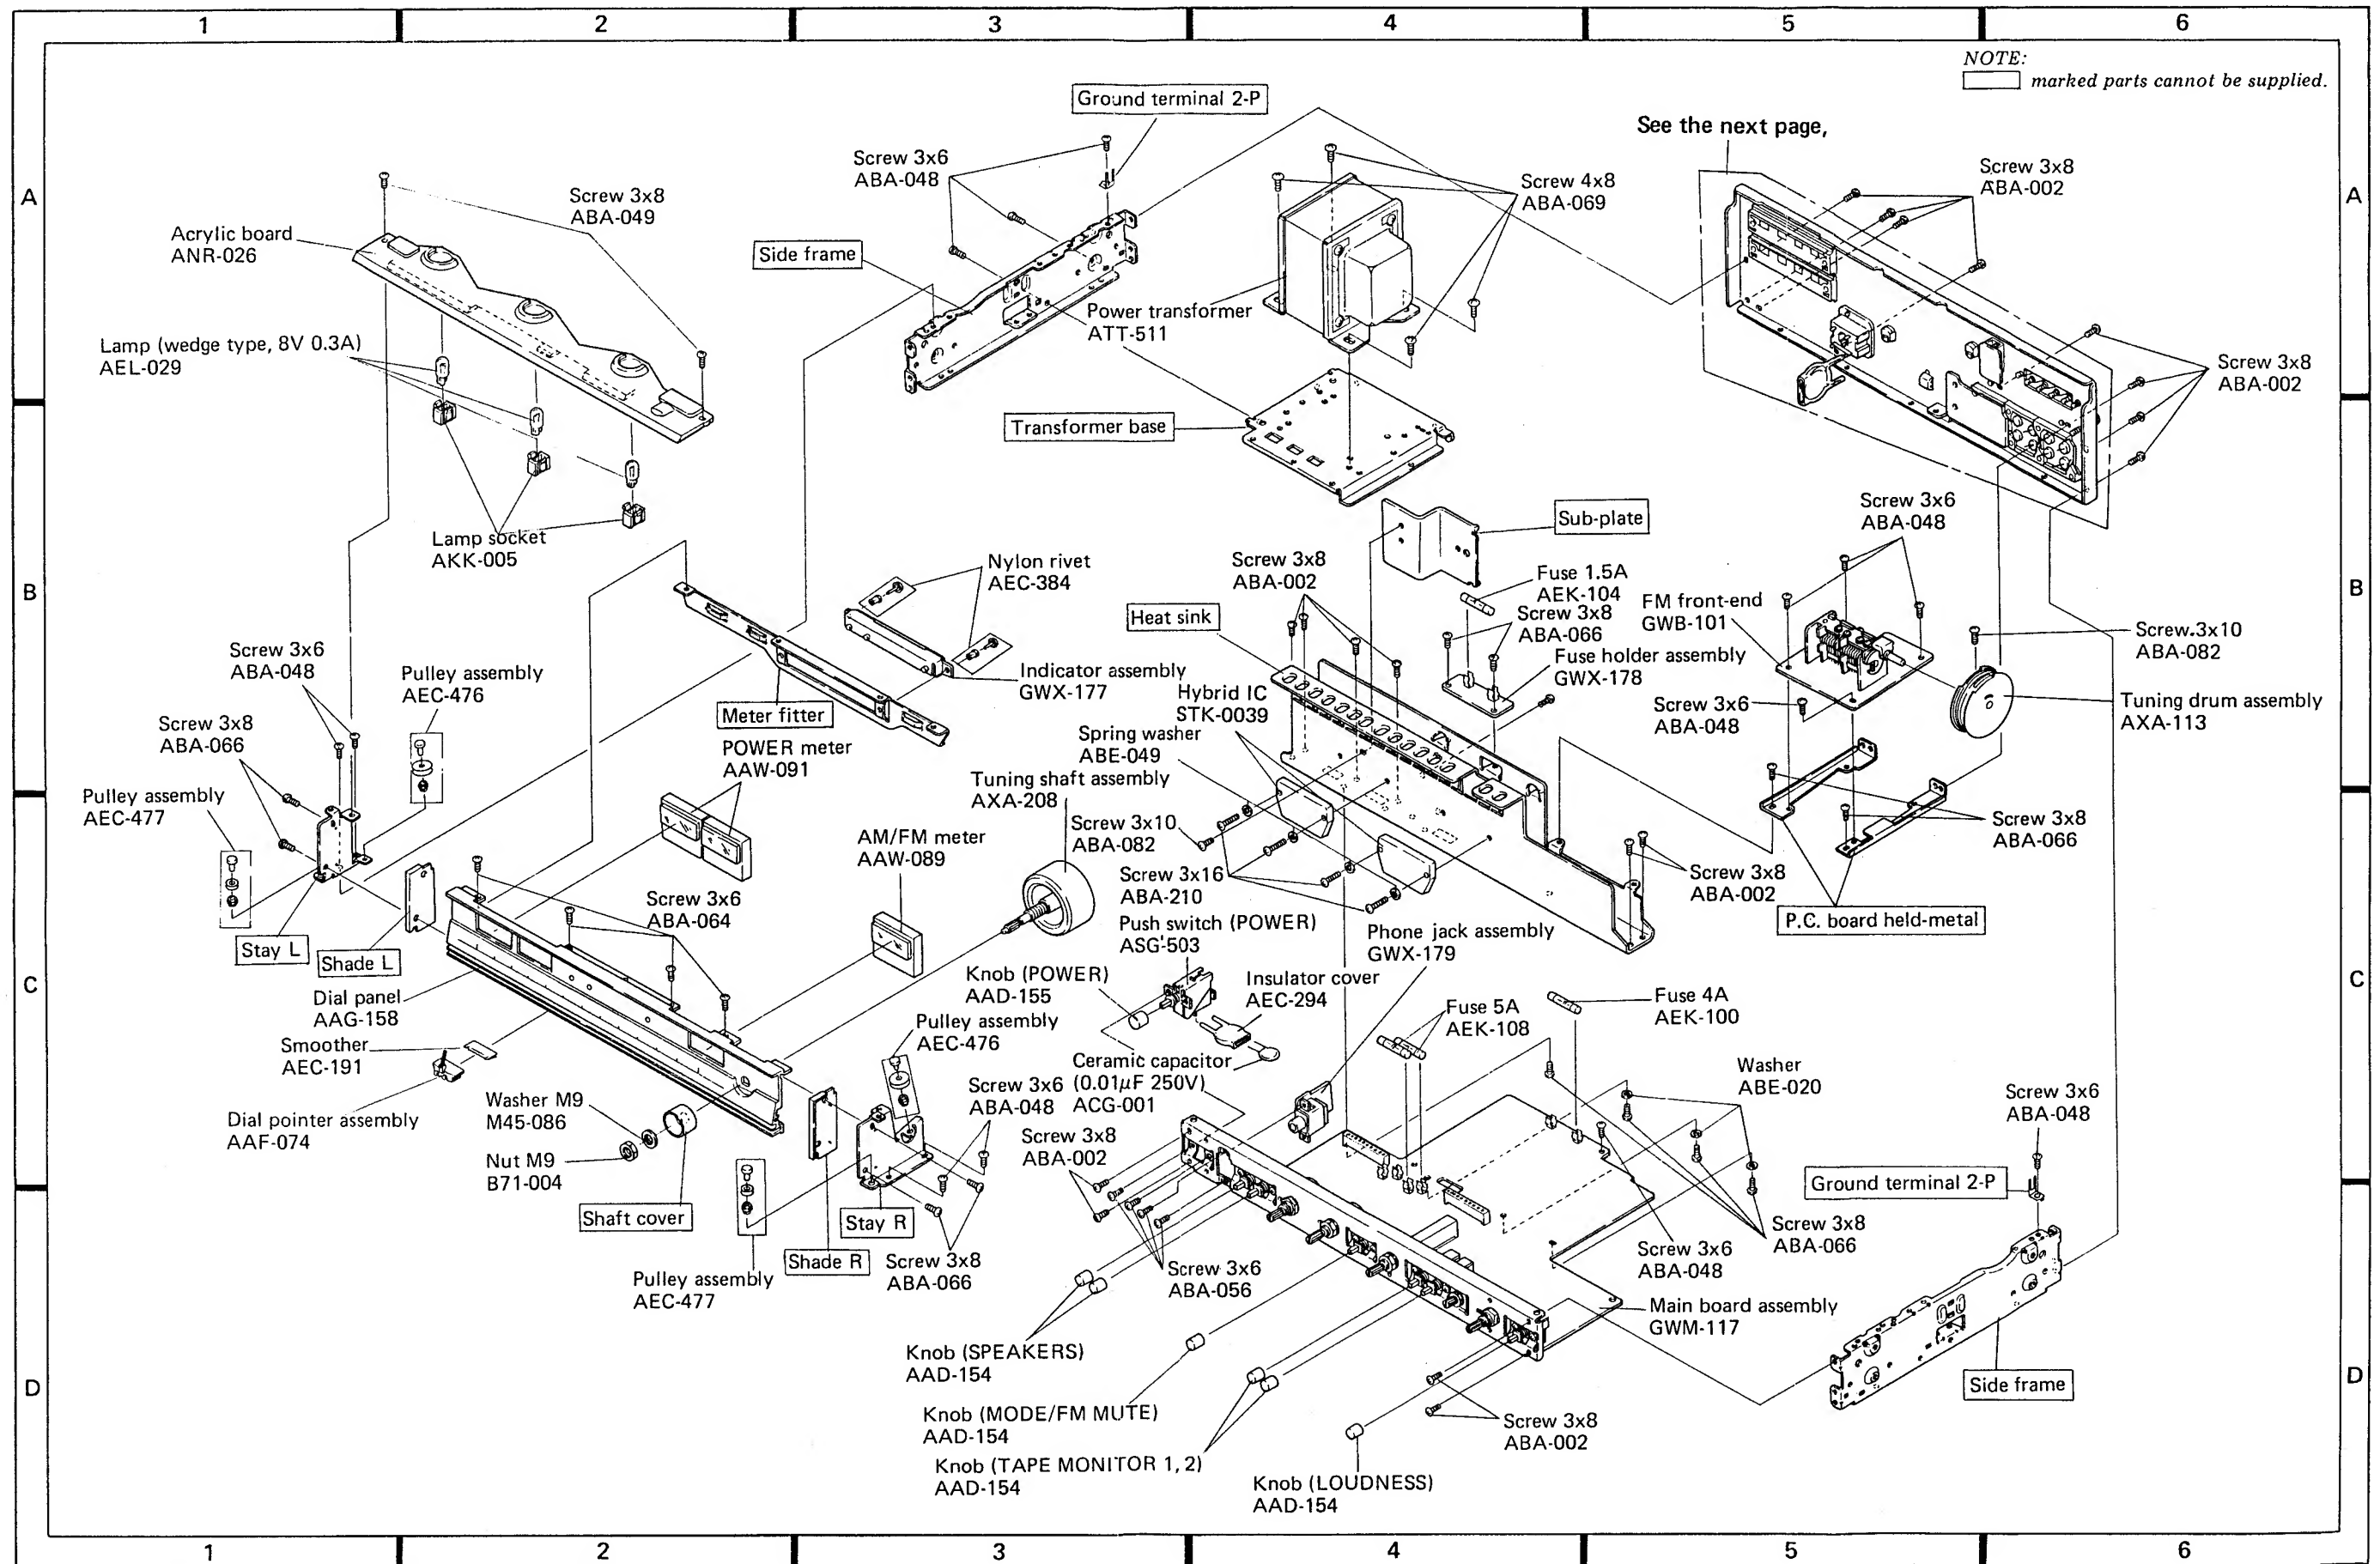 1 2 3 4 5 6
NOTE:
marked parts cannot be supplied.
A
A
Ground terminal 2-P
See the next page,
Screw 3x6
ABA-048
Screw 3x8
ABA-002
Screw 4x8
ABA-069
Screw 3x8
ABA-049
Acrylic board
ANR-026
Side frame
Power transformer
ATT-511
Lamp (wedge type, 8V 0.3A)
AEL-029
Screw 3x8
ABA-002
Transformer base
Lamp socket
AKK-005
B
B
Sub-plate
Screw 3x6
ABA-048
Nylon rivet
AEC-384
Screw 3x8
ABA-002
Fuse 1.5A
AEK-104
Heat sink
Screw 3x8
ABA-066
FM front-end
GWB-101
Screw 3x10
ABA-082
Screw 3x6
ABA-048
Pulley assembly
AEC-476
Indicator assembly
GWX-177
Fuse holder assembly
GWX-178
Hybrid IC
STK-0039
Screw 3x6
ABA-048
Tuning drum assembly
AXA-113
Meter fitter
Screw 3x8
ABA-066
Spring washer
ABE-049
POWER meter
AAW-091
Tuning shaft assembly
AXA-208
Pulley assembly
AEC-477
Screw 3x10
ABA-082
AM/FM meter
AAW-089
Screw 3x8
ABA-066
Screw 3x16
ABA-210
Screw 3x8
ABA-002
Screw 3x6
ABA-064
P.C. board held-metal
Push switch (POWER)
ASG-503
Phone jack assembly
GWX-179
Stay L
Shade L
C
C
Knob (POWER)
AAD-155
Insulator cover
AEC-294
Dial panel
AAG-158
Fuse 5A
AEK-108
Fuse 4A
AEK-100
Pulley assembly
AEC-476
Smoother
AEC-191
Ceramic capacitor
(0.01μF 250V)
ACG-001
Washer
ABE-020
Screw 3x6
ABA-048
Screw 3x6
ABA-048
Washer M9
M45-086
Dial pointer assembly
AAF-074
Nut M9
B71-004
Screw 3x8
ABA-002
Ground terminal 2-P
Shaft cover
Stay R
Shade R
Screw 3x8
ABA-066
Screw 3x8
ABA-066
Screw 3x6
ABA-048
Pulley assembly
AEC-477
Screw 3x6
ABA-056
Main board assembly
GWM-117
Knob (SPEAKERS)
AAD-154
D
D
Side frame
Knob (MODE/FM MUTE)
AAD-154
Screw 3x8
ABA-002
Knob (TAPE MONITOR 1, 2)
AAD-154
Knob (LOUDNESS)
AAD-154
1 2 3 4 5 6